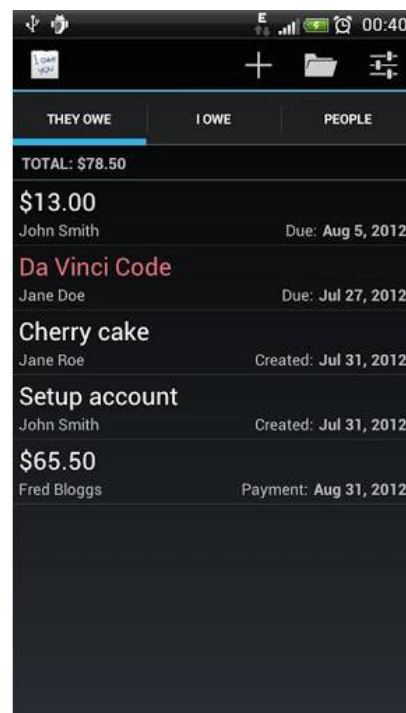 E 00:40
I owe
you
THEY OWE I OWE PEOPLE
TOTAL: $78.50
$13.00
John Smith Due: Aug 5, 2012
Da Vinci Code
Jane Doe Due: Jul 27, 2012
Cherry cake
Jane Roe Created: Jul 31, 2012
Setup account
John Smith Created: Jul 31, 2012
$65.50
Fred Bloggs Payment: Aug 31, 2012